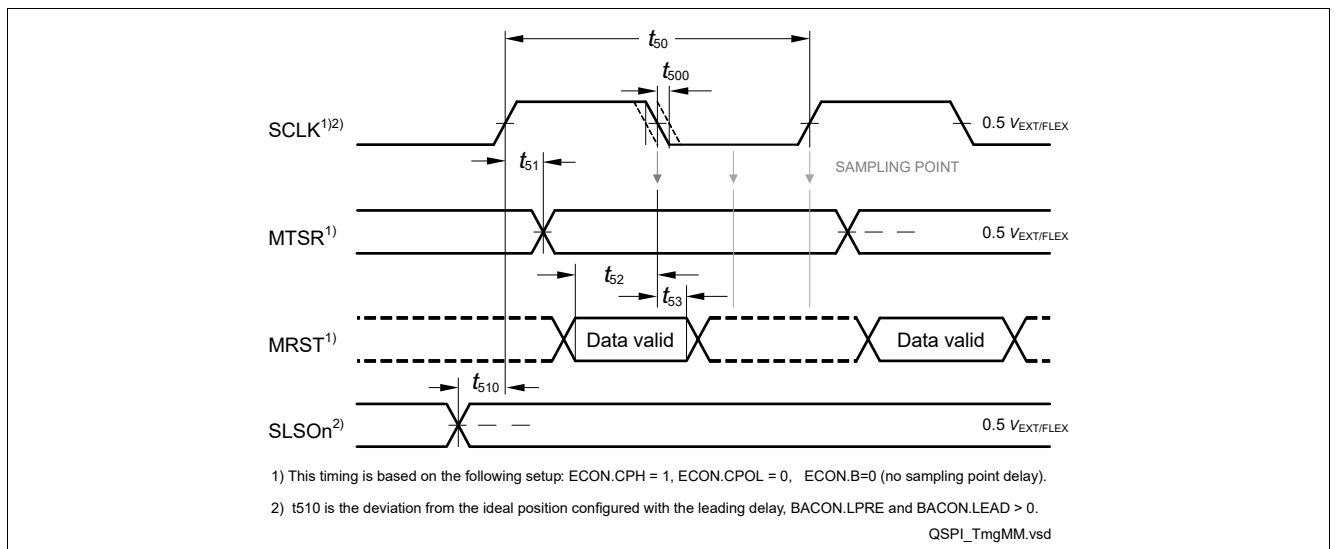 t50
t500
SCLK1)2)
0.5 VEXT/FLEX
t51
SAMPLING POINT
MTSR1)
0.5 VEXT/FLEX
t52
t53
MRST1)
Data valid
Data valid
t510
SLSOn2)
0.5 VEXT/FLEX
1) This timing is based on the following setup: ECON.CPH = 1, ECON.CPOL = 0, ECON.B=0 (no sampling point delay).
2) t510 is the deviation from the ideal position configured with the leading delay, BACON.LPRE and BACON.LEAD > 0.
QSPI_TmgMM.vsd